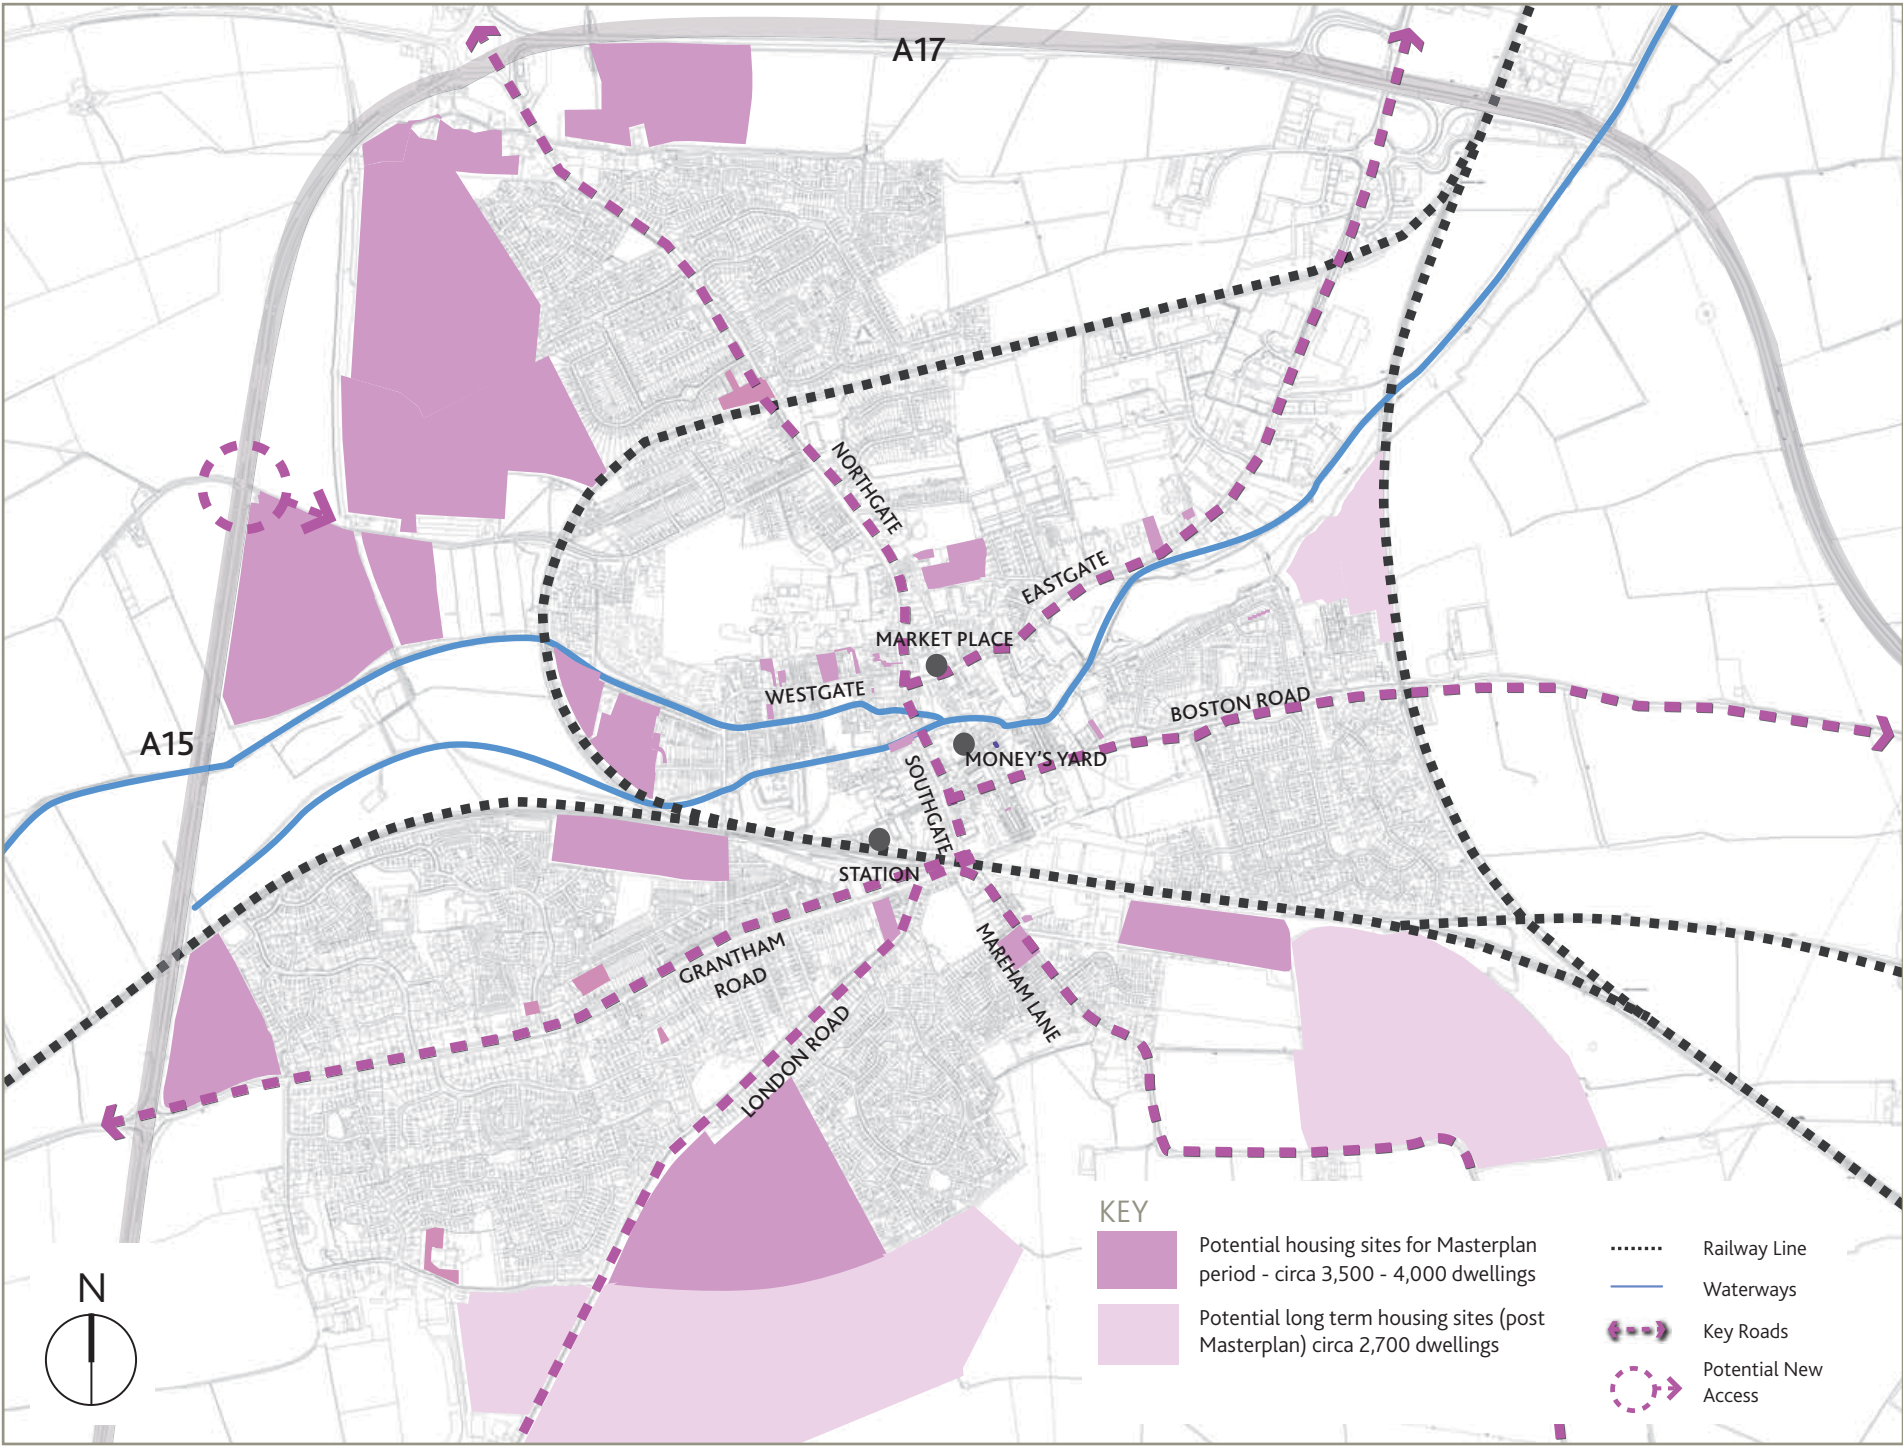 A17
NORTHGATE
EASTGATE
MARKET PLACE
WESTGATE
BOSTON ROAD
A15
MONEY'S YARD
SOUTHGATE
STATION
GRANTHAM
ROAD
MAREHAM LANE
LONDON ROAD
N
KEY
Potential housing sites for Masterplan
period - circa 3,500 - 4,000 dwellings
Potential long term housing sites (post
Masterplan) circa 2,700 dwellings
Railway Line
Waterways
Key Roads
Potential New
Access